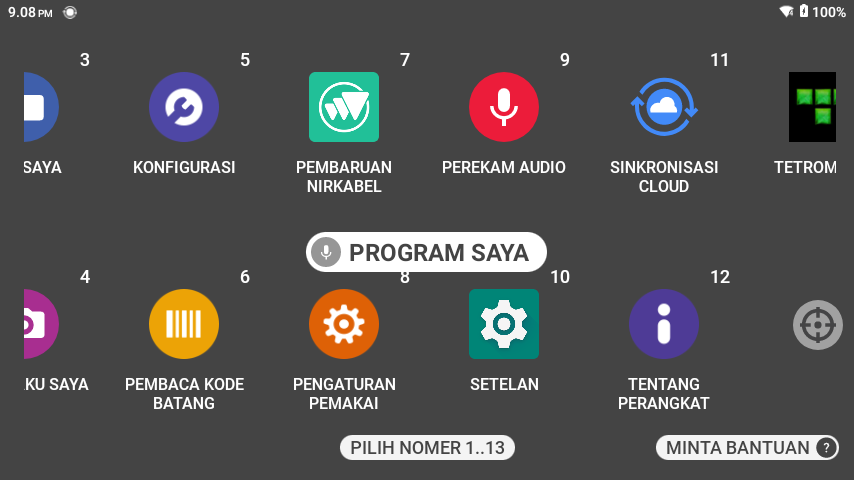 9.08 PM
100%
3
5
7
9
11
SAYA
KONFIGURASI
PEMBARUAN
NIRKABEL
PEREKAM AUDIO
SINKRONISASI
CLOUD
TETROM
PROGRAM SAYA
4
6
8
10
12
KU SAYA
PEMBACA KODE
BATANG
PENGATURAN
PEMAKAI
SETELAN
TENTANG
PERANGKAT
PILIH NOMER 1..13
MINTA BANTUAN ?